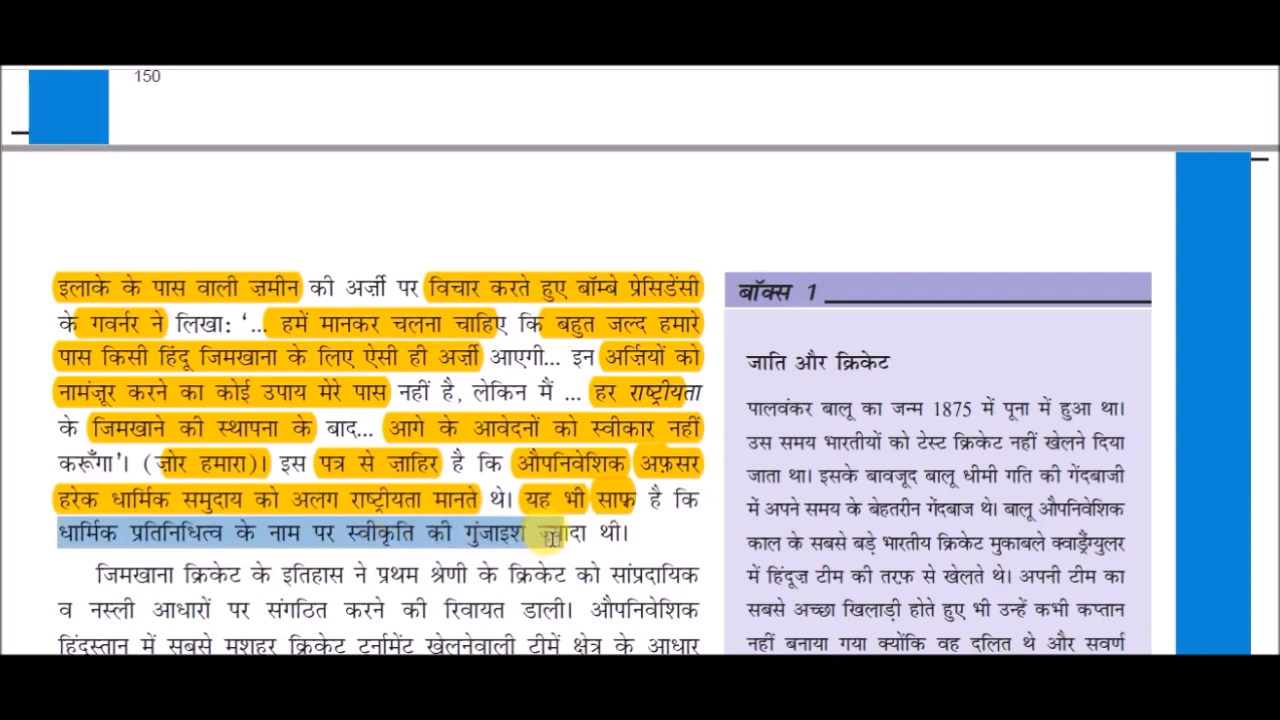 150
इलाके के पास वाली ज़मीन की अर्ज़ी पर विचार करते हुए बॉम्बे प्रेसिडेंसी
के गवर्नर ने लिखा: ‘... हमें मानकर चलना चाहिए कि बहुत जल्द हमारे
पास किसी हिंदू जिमखाना के लिए ऐसी ही अर्ज़ी आएगी... इन अर्ज़ियों को
नामंज़ूर करने का कोई उपाय मेरे पास नहीं है, लेकिन मैं ... हर राष्ट्रीयता
के जिमखाने की स्थापना के बाद... आगे के आवेदनों को स्वीकार नहीं
करूँगा’। (ज़ोर हमारा)। इस पत्र से ज़ाहिर है कि औपनिवेशिक अफ़सर
हरेक धार्मिक समुदाय को अलग राष्ट्रीयता मानते थे। यह भी साफ़ है कि
धार्मिक प्रतिनिधित्व के नाम पर स्वीकृति की गुंजाइश ज़्यादा थी।
जिमखाना क्रिकेट के इतिहास ने प्रथम श्रेणी के क्रिकेट को सांप्रदायिक
व नस्ली आधारों पर संगठित करने की रिवायत डाली। औपनिवेशिक
हिंदुस्तान में सबसे मशहूर क्रिकेट टूर्नामेंट खेलनेवाली टीमें क्षेत्र के आधार
बॉक्स 1
जाति और क्रिकेट
पालवंकर बालू का जन्म 1875 में पूना में हुआ था।
उस समय भारतीयों को टेस्ट क्रिकेट नहीं खेलने दिया
जाता था। इसके बावजूद बालू धीमी गति की गेंदबाजी
में अपने समय के बेहतरीन गेंदबाज थे। बालू औपनिवेशिक
काल के सबसे बड़े भारतीय क्रिकेट मुकाबले क्वाड्रैंग्युलर
में हिंदूज टीम की तरफ़ से खेलते थे। अपनी टीम का
सबसे अच्छा खिलाड़ी होते हुए भी उन्हें कभी कप्तान
नहीं बनाया गया क्योंकि वह दलित थे और सवर्ण